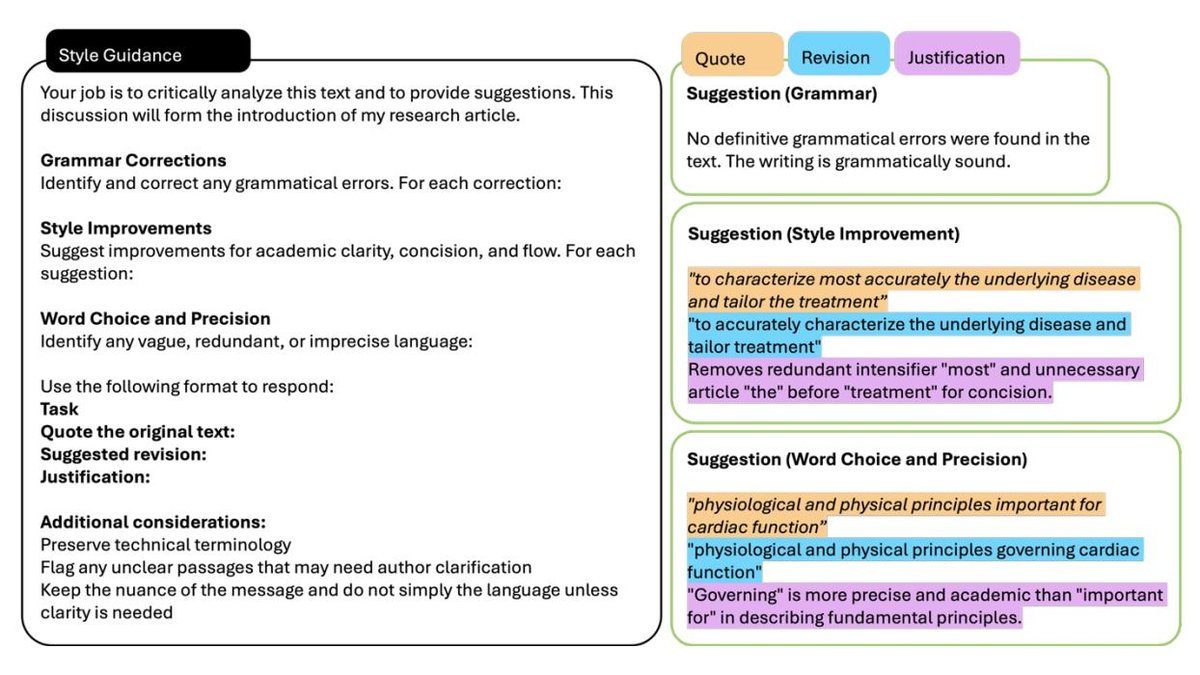 Style Guidance
Your job is to critically analyze this text and to provide suggestions. This
discussion will form the introduction of my research article.
Grammar Corrections
Identify and correct any grammatical errors. For each correction:
Style Improvements
Suggest improvements for academic clarity, concision, and flow. For each
suggestion:
Word Choice and Precision
Identify any vague, redundant, or imprecise language:
Use the following format to respond:
Task
Quote the original text:
Suggested revision:
Justification:
Additional considerations:
Preserve technical terminology
Flag any unclear passages that may need author clarification
Keep the nuance of the message and do not simply the language unless
clarity is needed
Quote
Revision
Justification
Suggestion (Grammar)
No definitive grammatical errors were found in the
text. The writing is grammatically sound.
Suggestion (Style Improvement)
"to characterize most accurately the underlying disease
and tailor the treatment”
"to accurately characterize the underlying disease and
tailor treatment"
Removes redundant intensifier "most" and unnecessary
article "the" before "treatment" for concision.
Suggestion (Word Choice and Precision)
"physiological and physical principles important for
cardiac function”
"physiological and physical principles governing cardiac
function"
"Governing" is more precise and academic than "important
for" in describing fundamental principles.